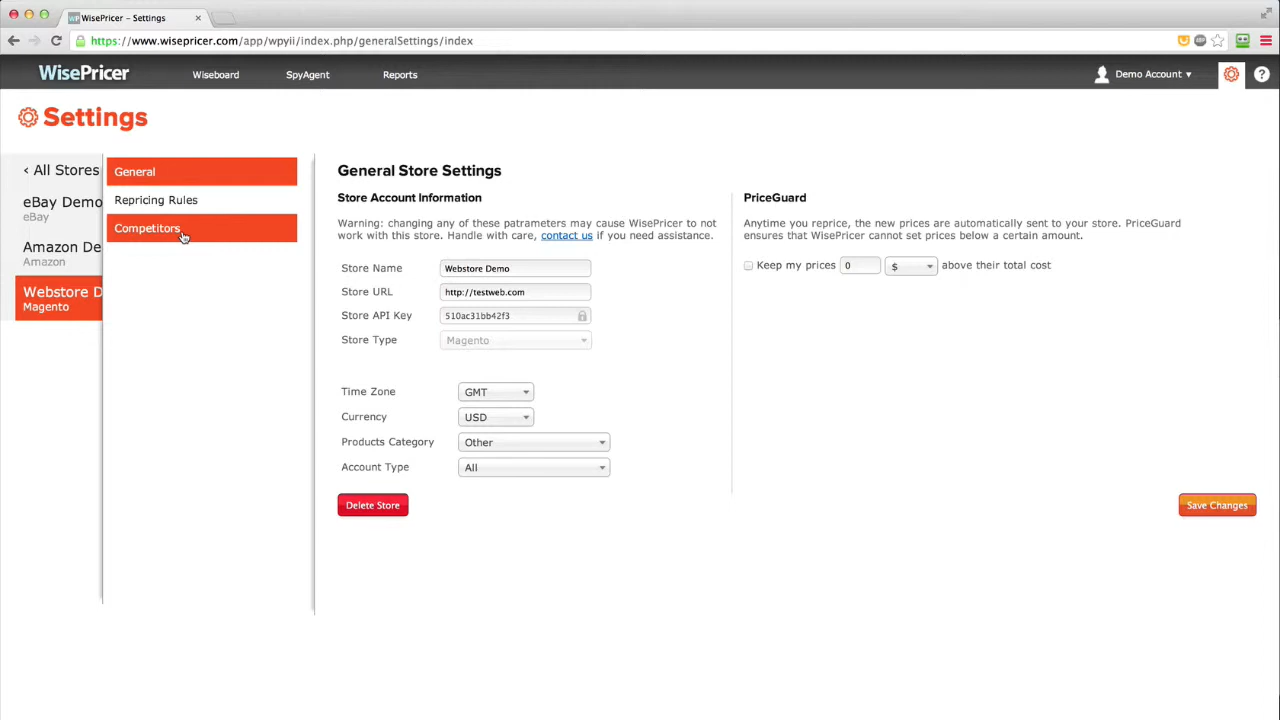 WisePricer – Settings
https://www.wisepricer.com/app/wpyii/index.php/generalSettings/index
WisePricer
Wiseboard
SpyAgent
Reports
Demo Account
?
Settings
‹ All Stores
eBay Demo
eBay
Amazon De
Amazon
Webstore D
Magento
General
Repricing Rules
Competitors
General Store Settings
Store Account Information
Warning: changing any of these patrameters may cause WisePricer to not
work with this store. Handle with care, contact us if you need assistance.
Store Name
Webstore Demo
Store URL
http://testweb.com
Store API Key
510ac31bb42f3
Store Type
Magento
Time Zone
GMT
Currency
USD
Products Category
Other
Account Type
All
Delete Store
PriceGuard
Anytime you reprice, the new prices are automatically sent to your store. PriceGuard
ensures that WisePricer cannot set prices below a certain amount.
Keep my prices 0 $ above their total cost
Save Changes